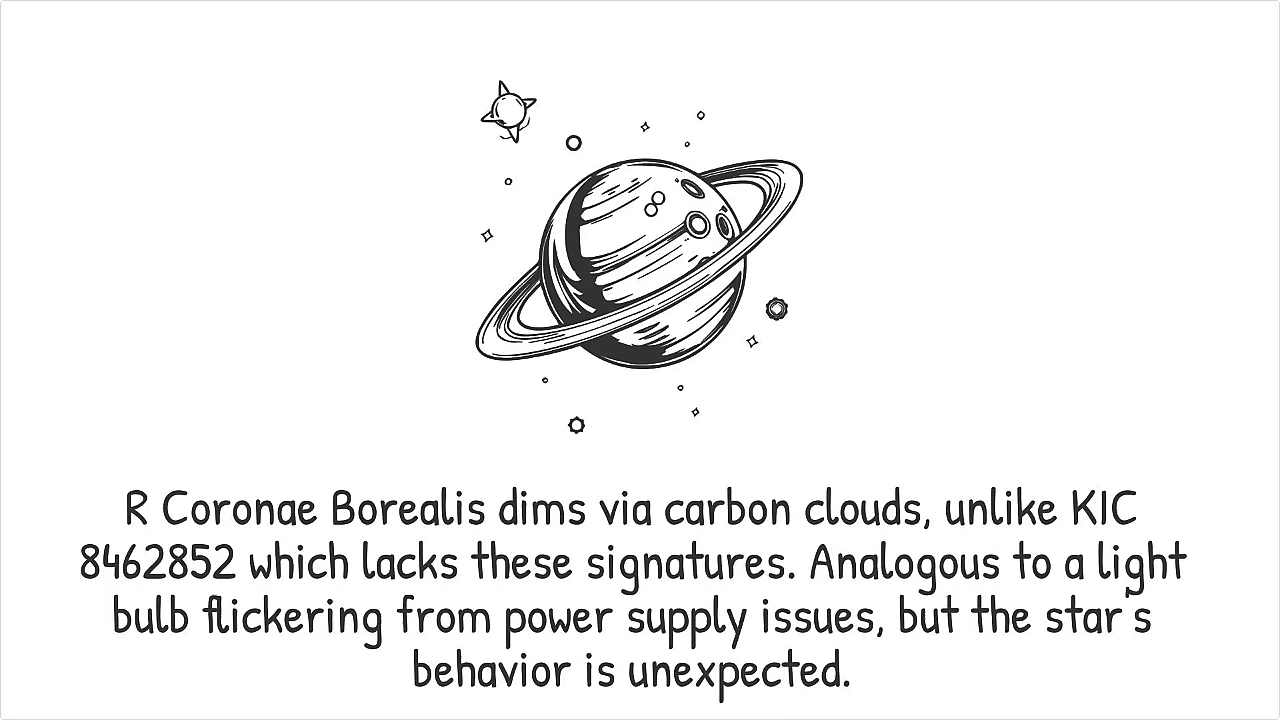 R Coronae Borealis dims via carbon clouds, unlike KIC
8462852 which lacks these signatures. Analogous to a light
bulb flickering from power supply issues, but the star s
behavior is unexpected.